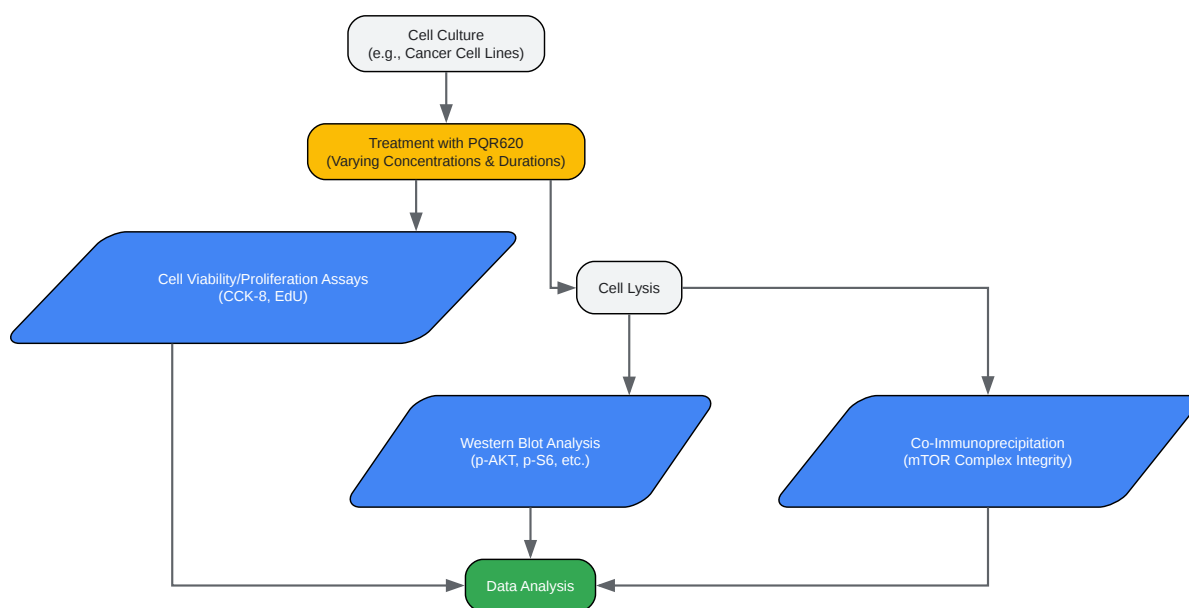 Cell Culture
(e.g., Cancer Cell Lines)
Treatment with PQR620
(Varying Concentrations & Durations)
Cell Viability/Proliferation Assays
(CCK-8, EdU)
Cell Lysis
Western Blot Analysis
(p-AKT, p-S6, etc.)
Co-Immunoprecipitation
(mTOR Complex Integrity)
Data Analysis